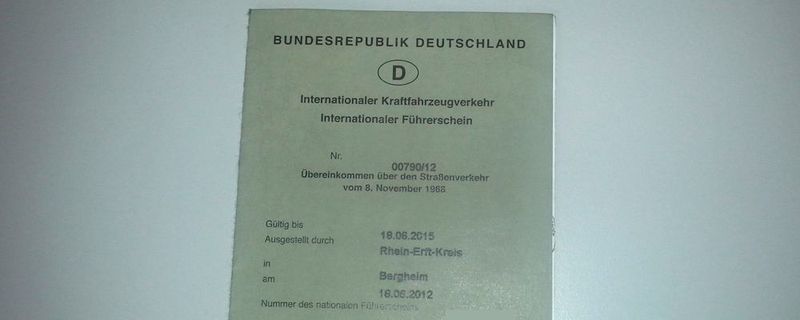 BUNDESREPUBLIK DEUTSCHLAND
D
Internationaler Kraftfahrzeugverkehr
Internationaler Führerschein
Nr. 00790/12
Übereinkommen über den Straßenverkehr
vom 8. November 1968
Gültig bis 18.06.2015
Ausgestellt durch Rhein-Erft-Kreis
in Bergheim
am 18.06.2012
Nummer des nationalen Führerscheins